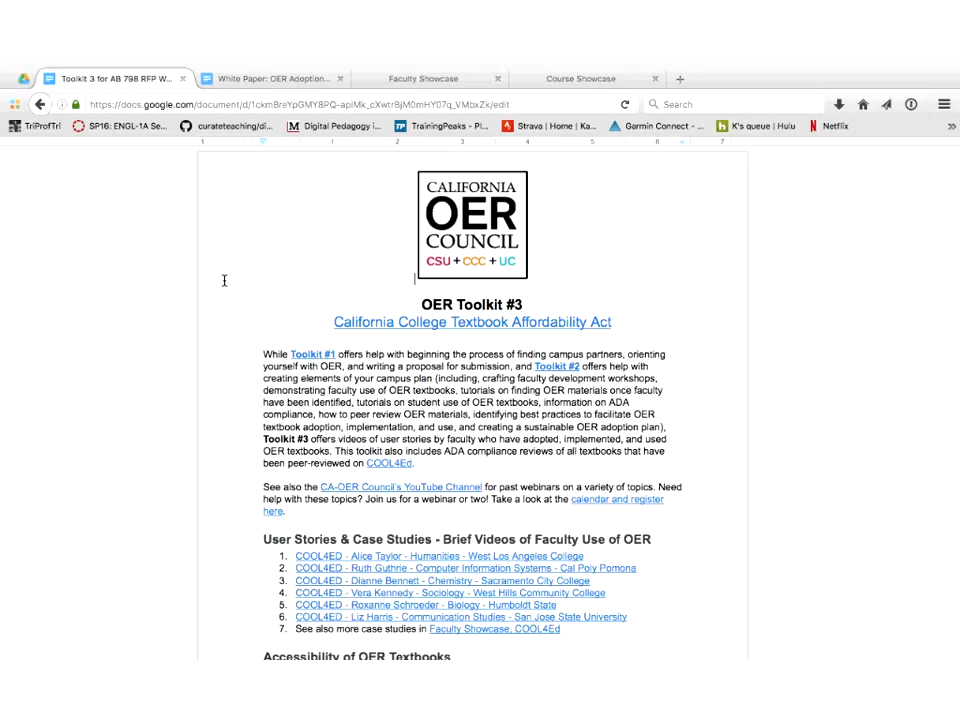 Toolkit 3 for AB 798 RFP W...
White Paper: OER Adoption...
Faculty Showcase
Course Showcase
https://docs.google.com/document/d/1ckmBreYpGMY8PQ-apiMk_cXwtrBjM0mHY07q_VMbxZk/edit
Search
TriProfTri
SP16: ENGL-1A Se...
curateteaching/di...
Digital Pedagogy i...
TrainingPeaks - Pl...
Strava | Home | Ka...
Garmin Connect - ...
K's queue | Hulu
Netflix
1 1 2 3 4 5 6 7
CALIFORNIA
OER
COUNCIL
CSU + CCC + UC
OER Toolkit #3
California College Textbook Affordability Act
While Toolkit #1 offers help with beginning the process of finding campus partners, orienting
yourself with OER, and writing a proposal for submission, and Toolkit #2 offers help with
creating elements of your campus plan (including, crafting faculty development workshops,
demonstrating faculty use of OER textbooks, tutorials on finding OER materials once faculty
have been identified, tutorials on student use of OER textbooks, information on ADA
compliance, how to peer review OER materials, identifying best practices to facilitate OER
textbook adoption, implementation, and use, and creating a sustainable OER adoption plan),
Toolkit #3 offers videos of user stories by faculty who have adopted, implemented, and used
OER textbooks. This toolkit also includes ADA compliance reviews of all textbooks that have
been peer-reviewed on COOL4Ed.
See also the CA-OER Council's YouTube Channel for past webinars on a variety of topics. Need
help with these topics? Join us for a webinar or two! Take a look at the calendar and register
here.
User Stories & Case Studies - Brief Videos of Faculty Use of OER
1. COOL4ED - Alice Taylor - Humanities - West Los Angeles College
2. COOL4ED - Ruth Guthrie - Computer Information Systems - Cal Poly Pomona
3. COOL4ED - Dianne Bennett - Chemistry - Sacramento City College
4. COOL4ED - Vera Kennedy - Sociology - West Hills Community College
5. COOL4ED - Roxanne Schroeder - Biology - Humboldt State
6. COOL4ED - Liz Harris - Communication Studies - San Jose State University
7. See also more case studies in Faculty Showcase, COOL4Ed
Accessibility of OER Textbooks